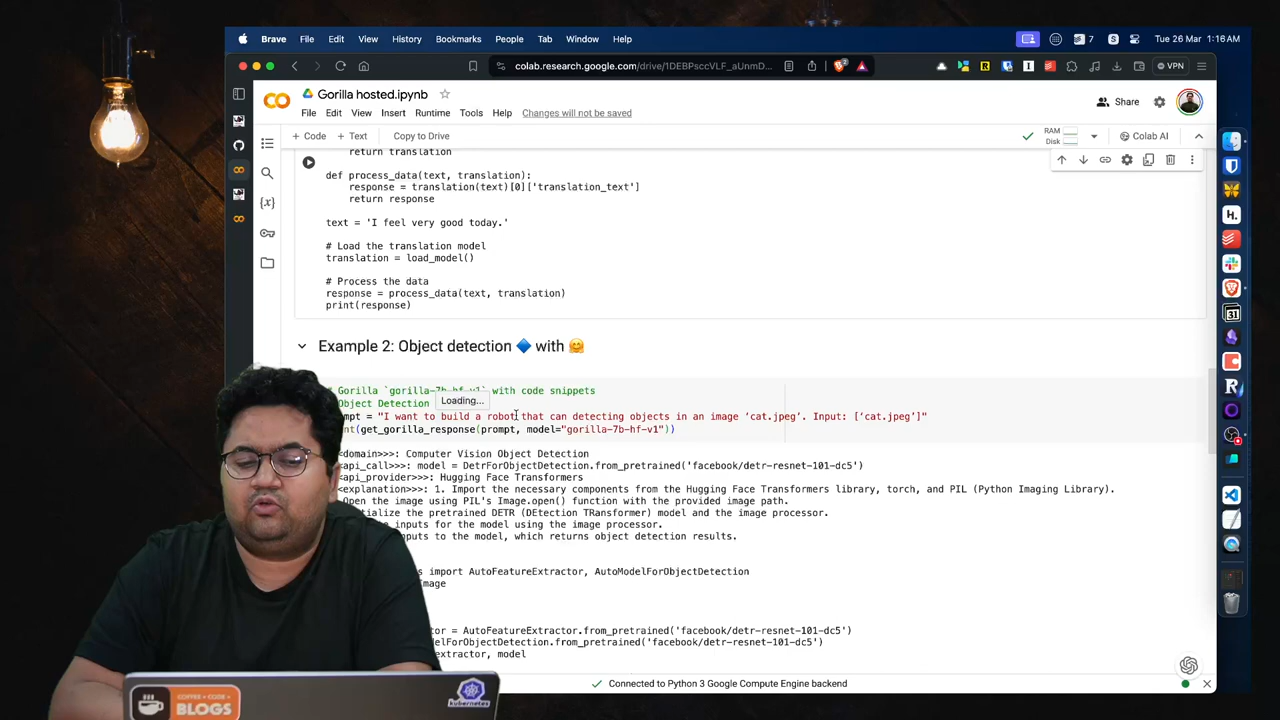 Brave File Edit View History Bookmarks People Tab Window Help
7
Tue 26 Mar 1:16 AM
colab.research.google.com/drive/1DEBPsccVLF_aUnmD...
VPN
Gorilla hosted.ipynb
File Edit View Insert Runtime Tools Help Changes will not be saved
Share
+ Code + Text Copy to Drive
RAM
Disk
Colab AI
return translation
def process_data(text, translation):
response = translation(text)[0]['translation_text']
return response
text = 'I feel very good today.'
# Load the translation model
translation = load_model()
# Process the data
response = process_data(text, translation)
print(response)
Example 2: Object detection 🔷 with 🤗
Gorilla `gorilla-7b-hf-v1` with code snippets
Object Detection
Loading...
mpt = "I want to build a robot that can detecting objects in an image ‘cat.jpeg’. Input: [‘cat.jpeg’]"
nt(get_gorilla_response(prompt, model="gorilla-7b-hf-v1"))
<domain>>>: Computer Vision Object Detection
<api_call>>>: model = DetrForObjectDetection.from_pretrained('facebook/detr-resnet-101-dc5')
<api_provider>>>: Hugging Face Transformers
<explanation>>>: 1. Import the necessary components from the Hugging Face Transformers library, torch, and PIL (Python Imaging Library).
Open the image using PIL's Image.open() function with the provided image path.
tialize the pretrained DETR (DEtection TRansformer) model and the image processor.
te inputs for the model using the image processor.
puts to the model, which returns object detection results.
s import AutoFeatureExtractor, AutoModelForObjectDetection
mage
tor = AutoFeatureExtractor.from_pretrained('facebook/detr-resnet-101-dc5')
delForObjectDetection.from_pretrained('facebook/detr-resnet-101-dc5')
extractor, model
Connected to Python 3 Google Compute Engine backend
COFFEE + CODE
BLOGS
kubernetes